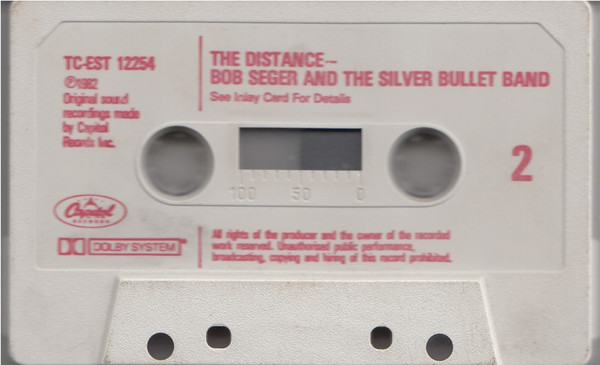 TC-EST 12254
℗1982
Original sound
recordings made
by Capitol
Records Inc.
THE DISTANCE~
BOB SEGER AND THE SILVER BULLET BAND
See Inlay Card For Details
2
100 50 0
Capitol
DOLBY SYSTEM
All rights of the producer and the owner of the recorded
work reserved. Unauthorised public performance,
broadcasting, copying and hiring of this record prohibited.